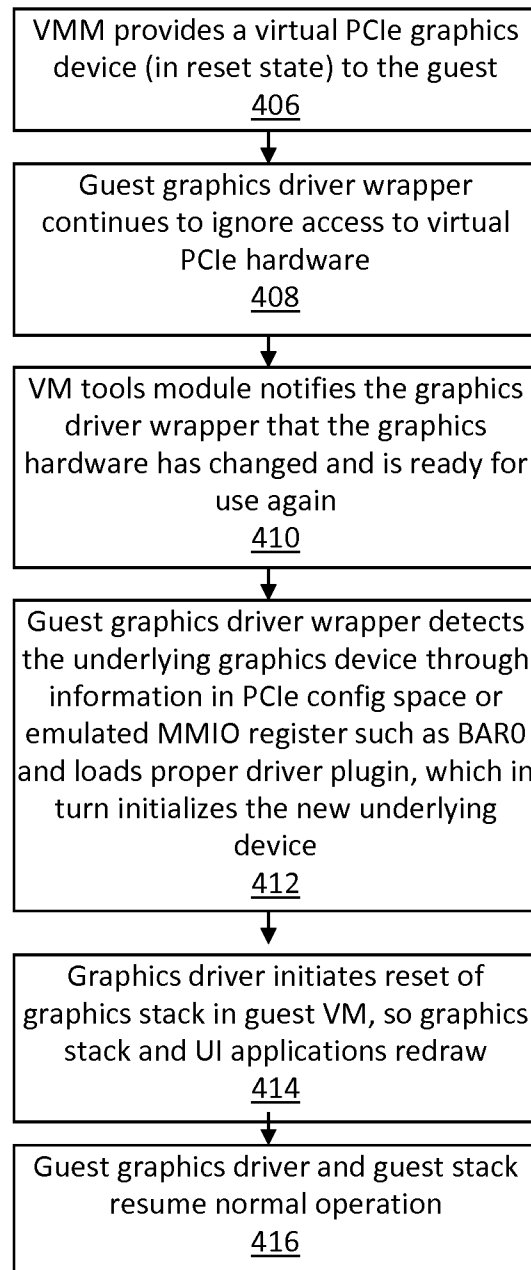 VMM provides a virtual PCIe graphics
device (in reset state) to the guest
406
Guest graphics driver wrapper
continues to ignore access to virtual
PCIe hardware
408
VM tools module notifies the graphics
driver wrapper that the graphics
hardware has changed and is ready for
use again
410
Guest graphics driver wrapper detects
the underlying graphics device through
information in PCIe config space or
emulated MMIO register such as BAR0
and loads proper driver plugin, which in
turn initializes the new underlying
device
412
Graphics driver initiates reset of
graphics stack in guest VM, so graphics
stack and UI applications redraw
414
Guest graphics driver and guest stack
resume normal operation
416